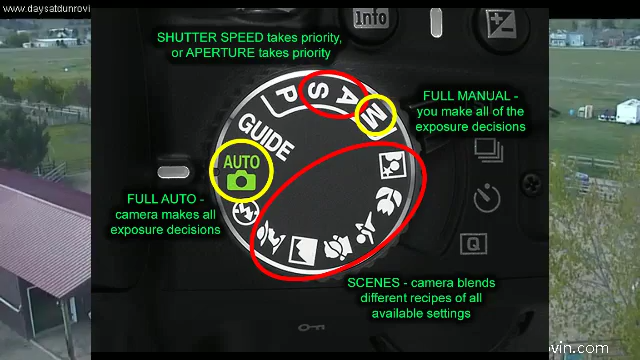 www.daysatdunrovi
Info
SHUTTER SPEED takes priority,
or APERTURE takes priority
FULL MANUAL -
you make all of the
exposure decisions
P S A M
GUIDE
AUTO
FULL AUTO -
camera makes all
exposure decisions
Q
SCENES - camera blends
different recipes of all
available settings
ovin.com